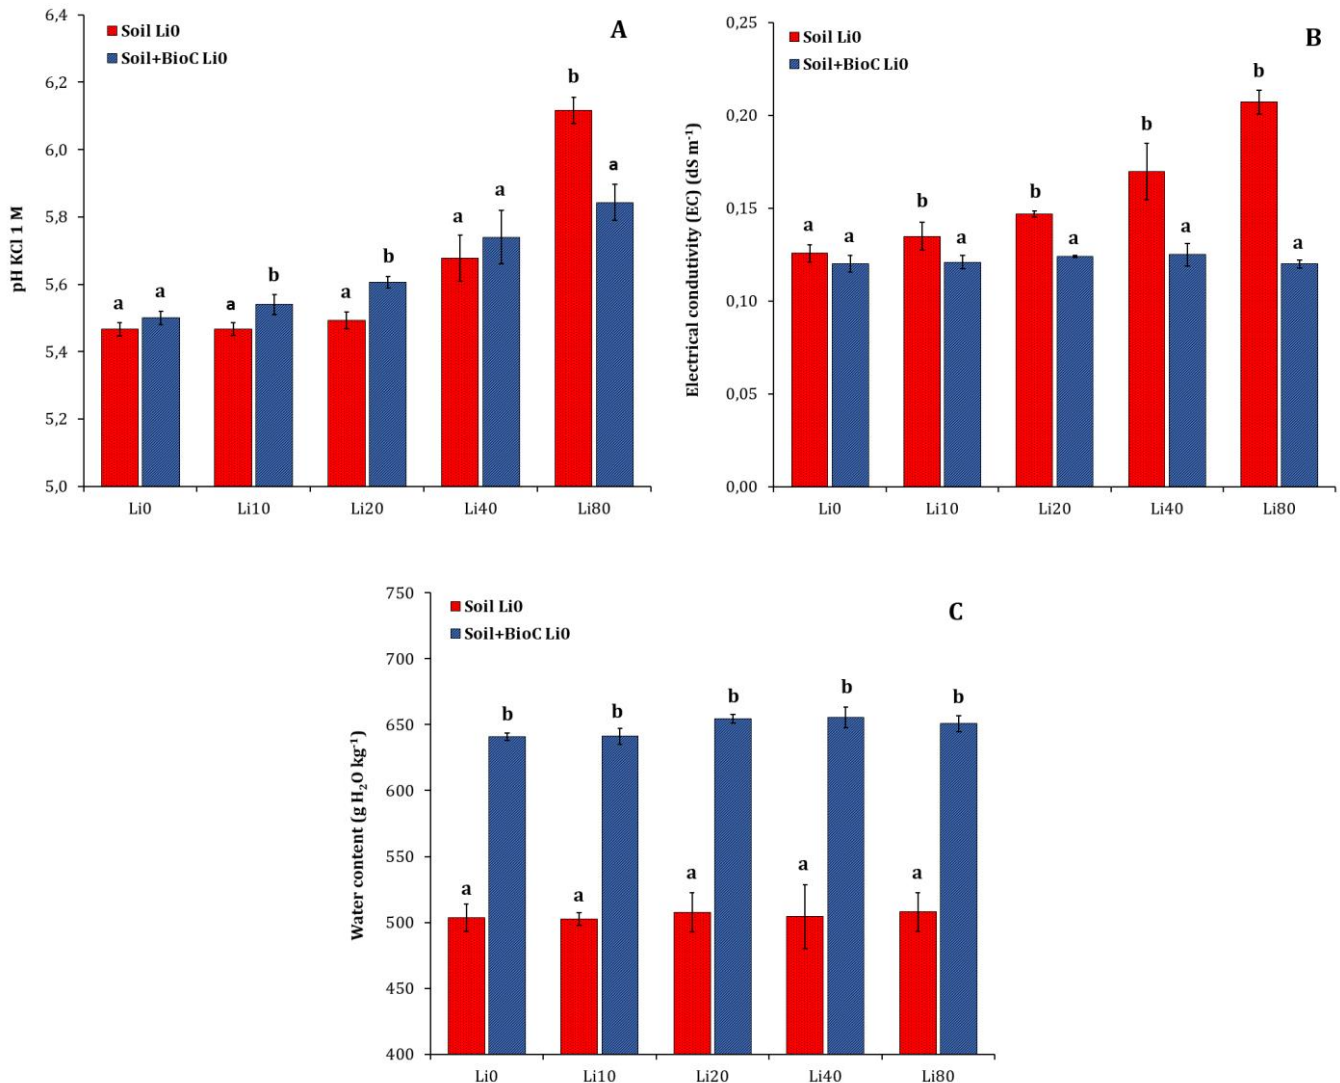 A
Soil Li0
Soil+BioC Li0
pH KCl 1 M
6,4
6,2
6,0
5,8
5,6
5,4
5,2
5,0
a a a b a b a a b a
Li0 Li10 Li20 Li40 Li80
B
Soil Li0
Soil+BioC Li0
Electrical condutivity (EC) (dS m⁻¹)
0,25
0,20
0,15
0,10
0,05
0,00
a a b a b a b a b a
Li0 Li10 Li20 Li40 Li80
C
Soil Li0
Soil+BioC Li0
Water content (g H₂O kg⁻¹)
750
700
650
600
550
500
450
400
a b a b a b a b a b
Li0 Li10 Li20 Li40 Li80